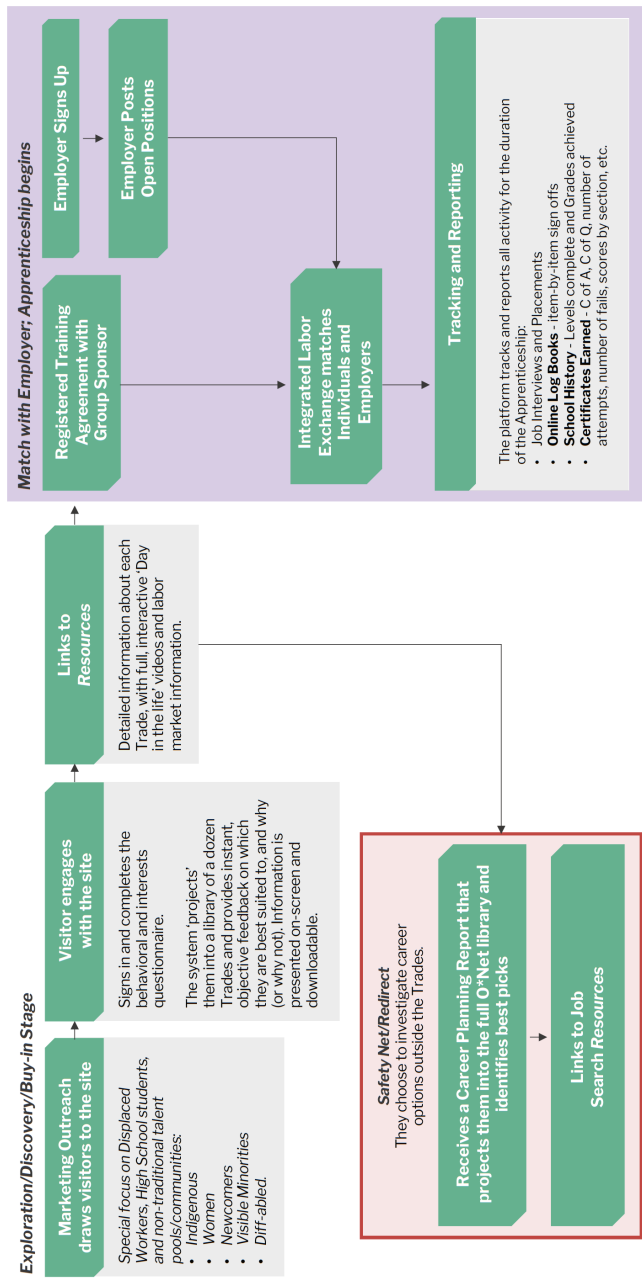 Exploration/Discovery/Buy-in Stage
Marketing Outreach
draws visitors to the site
Special focus on Displaced
Workers, High School students,
and non-traditional talent
pools/communities:
• Indigenous
• Women
• Newcomers
• Visible Minorities
• Diff-abled.
Visitor engages
with the site
Signs in and completes the
behavioral and interests
questionnaire.
The system ‘projects’
them into a library of a dozen
Trades and provides instant,
objective feedback on which
they are best suited to, and why
(or why not). Information is
presented on-screen and
downloadable.
Links to
Resources
Detailed information about each
Trade, with full, interactive ‘Day
in the life’ videos and labor
market information.
Safety Net/Redirect
They choose to investigate career
options outside the Trades.
Receives a Career Planning Report that
projects them into the full O*Net library and
identifies best picks
Links to Job
Search Resources
Match with Employer; Apprenticeship begins
Registered Training
Agreement with
Group Sponsor
Employer Signs Up
Employer Posts
Open Positions
Integrated Labor
Exchange matches
Individuals and
Employers
Tracking and Reporting
The platform tracks and reports all activity for the duration
of the Apprenticeship:
• Job Interviews and Placements
• Online Log Books - item-by-item sign offs
• School History - Levels complete and Grades achieved
• Certificates Earned - C of A, C of Q, number of
attempts, number of fails, scores by section, etc.